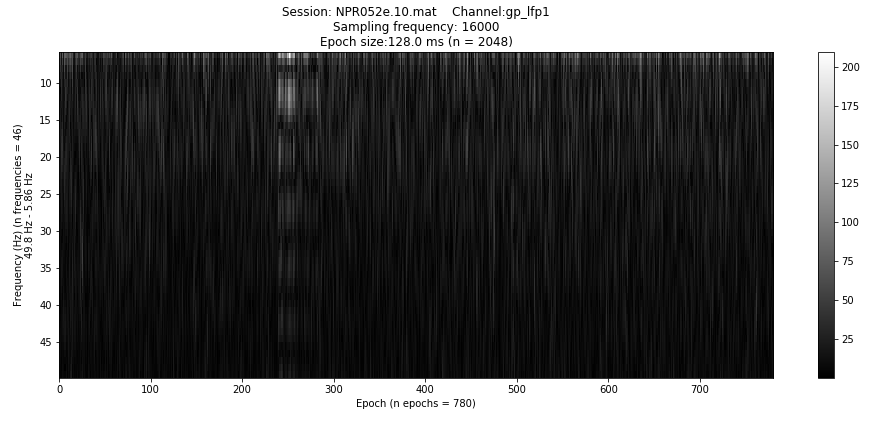 Session: NPR052e.10.mat    Channel:gp_lfp1
Sampling frequency: 16000
Epoch size:128.0 ms (n = 2048)
Frequency (Hz) (n frequencies = 46)
49.8 Hz - 5.86 Hz
10
15
20
25
30
35
40
45
0 100 200 300 400 500 600 700
Epoch (n epochs = 780)
200
175
150
125
100
75
50
25